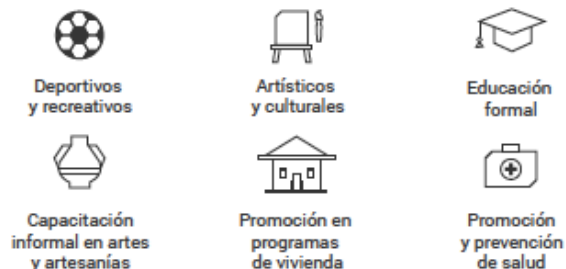 Deportivos
y recreativos
Artísticos
y culturales
Educación
formal
Capacitación
informal en artes
y artesanías
Promoción en
programas
de vivienda
Promoción
y prevención
de salud